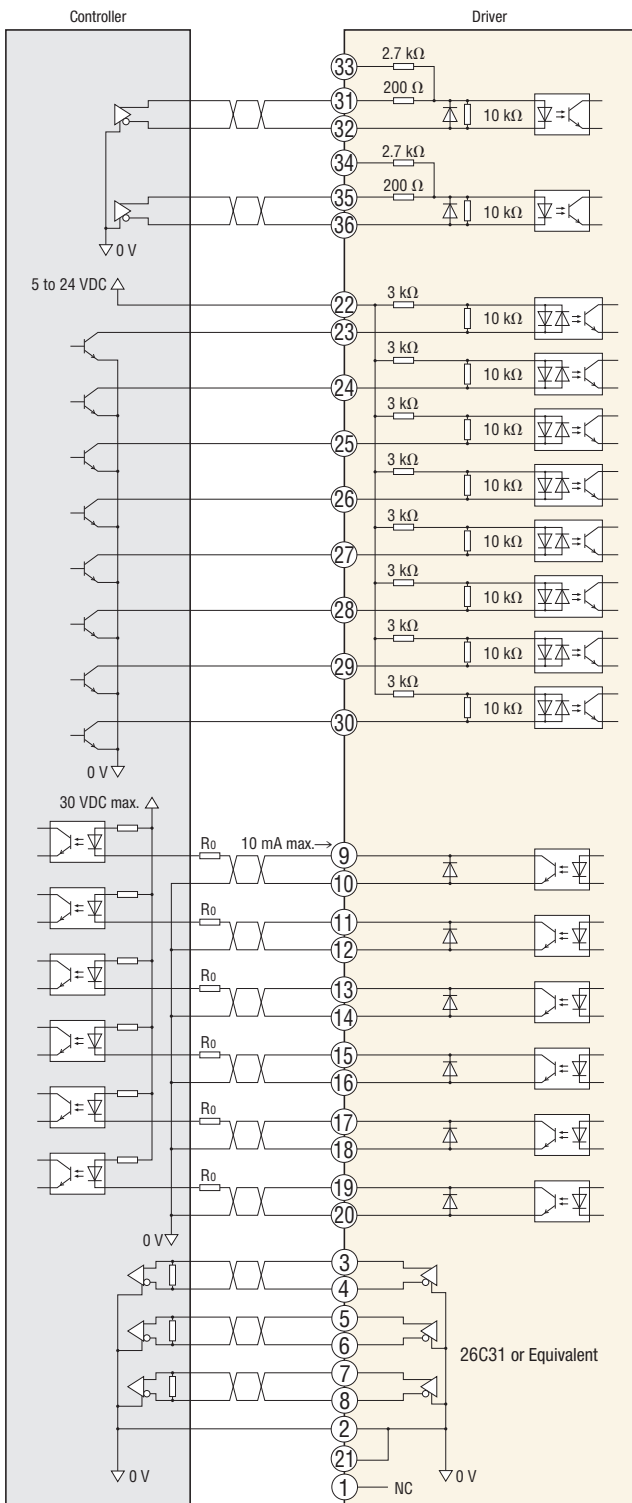 Controller Driver
33 2.7 kΩ
31 200 Ω
32 10 kΩ
34 2.7 kΩ
35 200 Ω
36 10 kΩ
0 V
5 to 24 VDC
22 3 kΩ
23 10 kΩ
3 kΩ
24 10 kΩ
3 kΩ
25 10 kΩ
3 kΩ
26 10 kΩ
3 kΩ
27 10 kΩ
3 kΩ
28 10 kΩ
3 kΩ
29 10 kΩ
3 kΩ
30 10 kΩ
0 V
30 VDC max.
R0 10 mA max. 9
10
R0 11
12
R0 13
14
R0 15
16
R0 17
18
R0 19
20
0 V
3
4
5
6
26C31 or Equivalent
7
8
2
21
0 V 0 V
1 NC